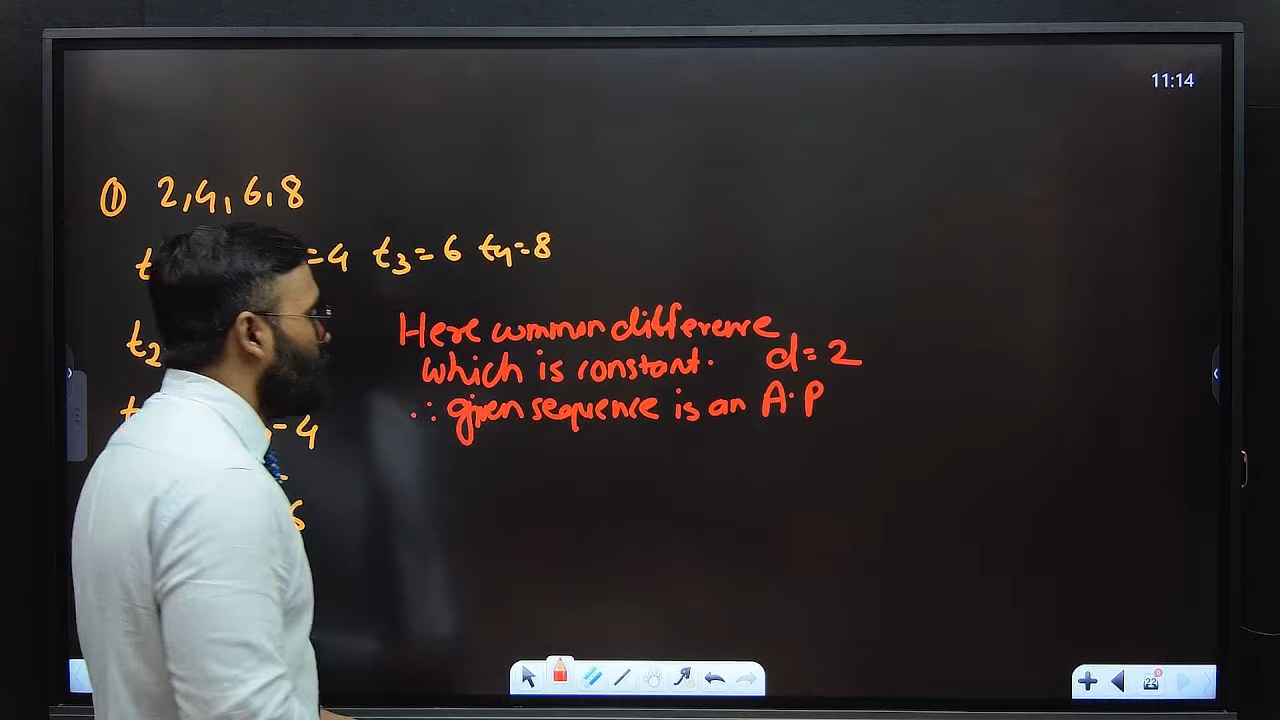 11:14
① 2,4,6,8
t =4 t₃=6 t₄=8
Here common difference
t₂ which is constant. d=2
∴ given sequence is an A.P
t -4
6
22